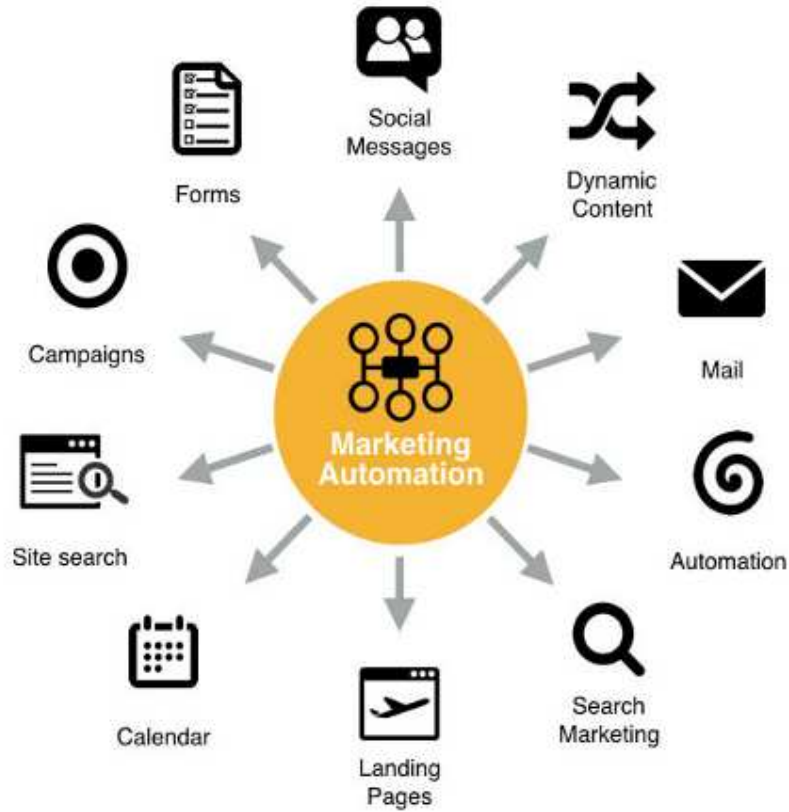 Social
Messages
Dynamic
Content
Forms
Mail
Campaigns
Marketing
Automation
Automation
Site search
Search
Marketing
Calendar
Landing
Pages